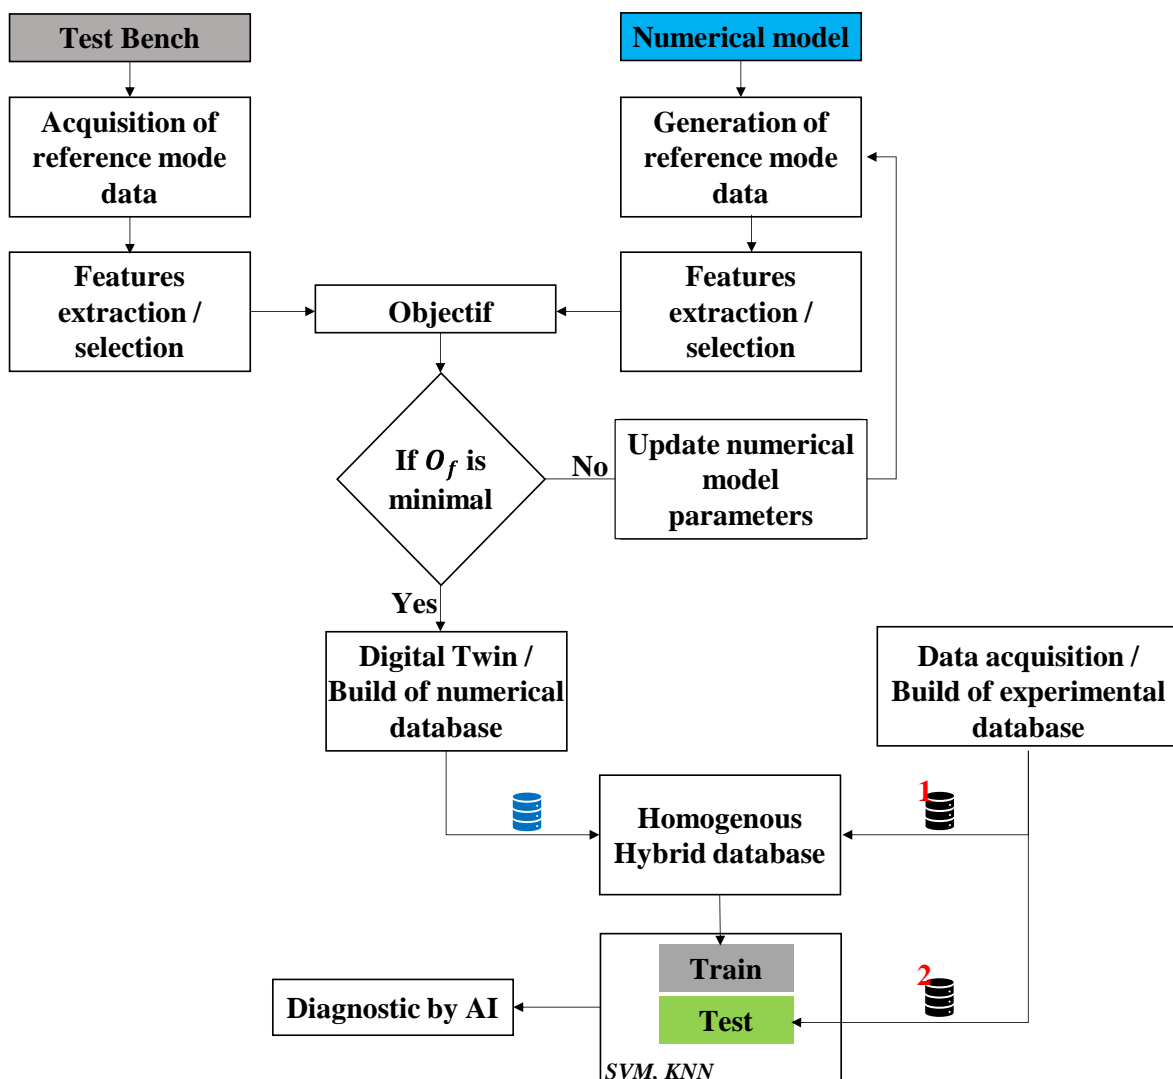 Test Bench
Numerical model
Acquisition of
reference mode
data
Generation of
reference mode
data
Features
extraction /
selection
Objectif
Features
extraction /
selection
If O_f is
minimal
No
Update numerical
model
parameters
Yes
Digital Twin /
Build of numerical
database
Data acquisition /
Build of experimental
database
1
Homogenous
Hybrid database
Train
2
Diagnostic by AI
Test
SVM, KNN